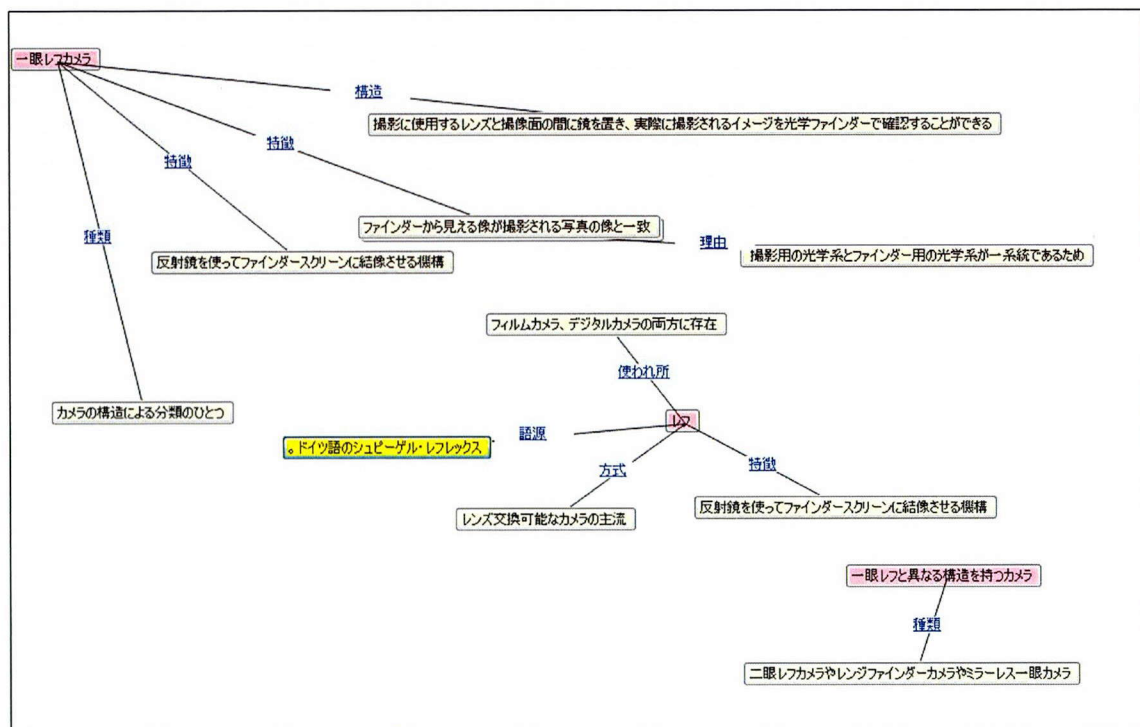 一眼レフカメラ
構造
撮影に使用するレンズと撮像面の間に鏡を置き、実際に撮影されるイメージを光学ファインダーで確認することができる
特徴
特徴
ファインダーから見える像が撮影される写真の像と一致
種類
理由
反射鏡を使ってファインダースクリーンに結像させる機構
撮影用の光学系とファインダー用の光学系が一系統であるため
フィルムカメラ、デジタルカメラの両方に存在
使われ所
カメラの構造による分類のひとつ
レフ
語源
。ドイツ語のシュピーゲル・レフレックス
方式
特徴
レンズ交換可能なカメラの主流
反射鏡を使ってファインダースクリーンに結像させる機構
一眼レフと異なる構造を持つカメラ
種類
二眼レフカメラやレンジファインダーカメラやミラーレス一眼カメラ